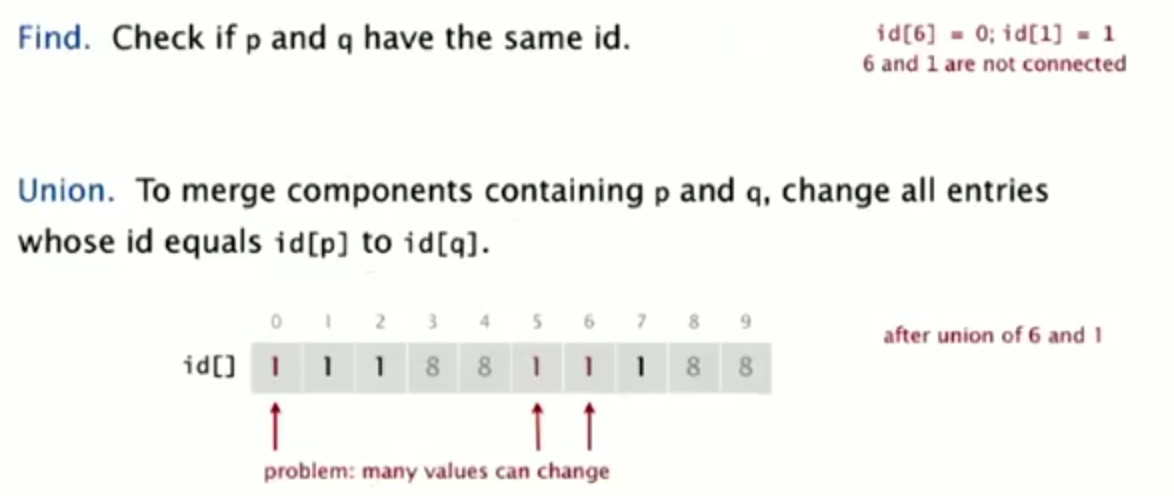 Find. Check if p and q have the same id.
id[6] = 0; id[1] = 1
6 and 1 are not connected
Union. To merge components containing p and q, change all entries
whose id equals id[p] to id[q].
0 1 2 3 4 5 6 7 8 9
id[] 1 1 1 8 8 1 1 1 8 8
after union of 6 and 1
problem: many values can change